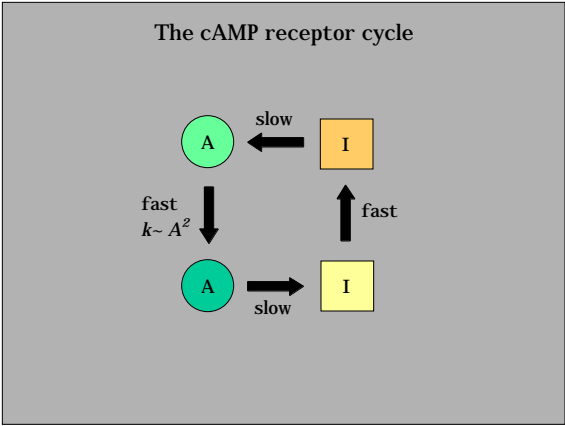 The cAMP receptor cycle
slow
A
I
fast
k~ A²
fast
A
I
slow